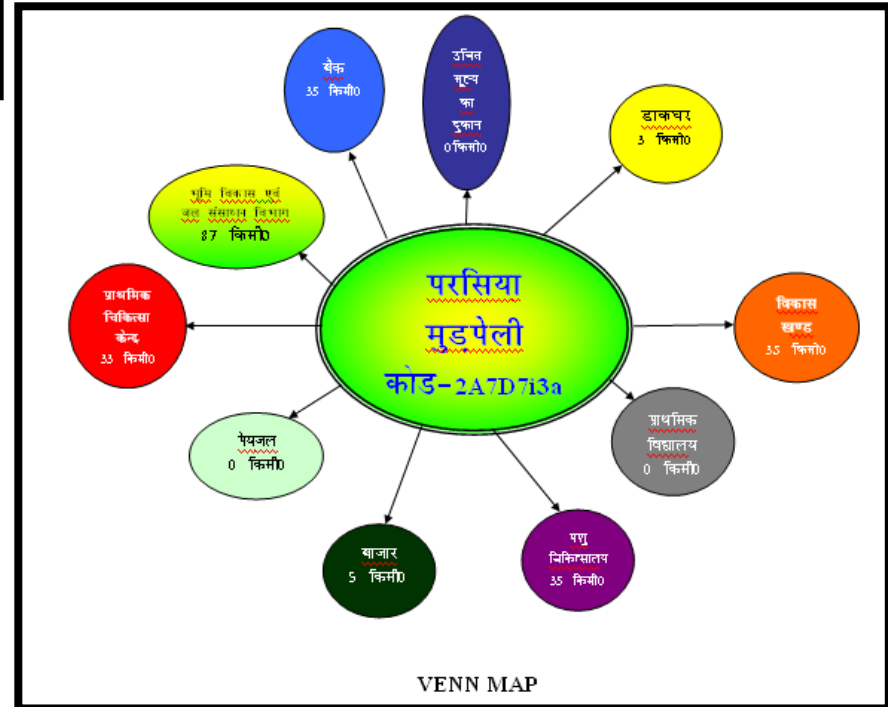 बैंक
35 किमी0
उचित
मूल्य
का
दुकान
0 किमी0
डाकघर
3 किमी0
भूमि विकास एवं
जल संसाधन विभाग
87 किमी0
प्राथमिक
चिकित्सा
केन्द्र
33 किमी0
परसिया
मुड़पेली
कोड-2A7D7i3a
विकास
खण्ड
35 किमी0
पेयजल
0 किमी0
प्राथमिक
विद्यालय
0 किमी0
बाजार
5 किमी0
पशु
चिकित्सालय
35 किमी0
VENN MAP